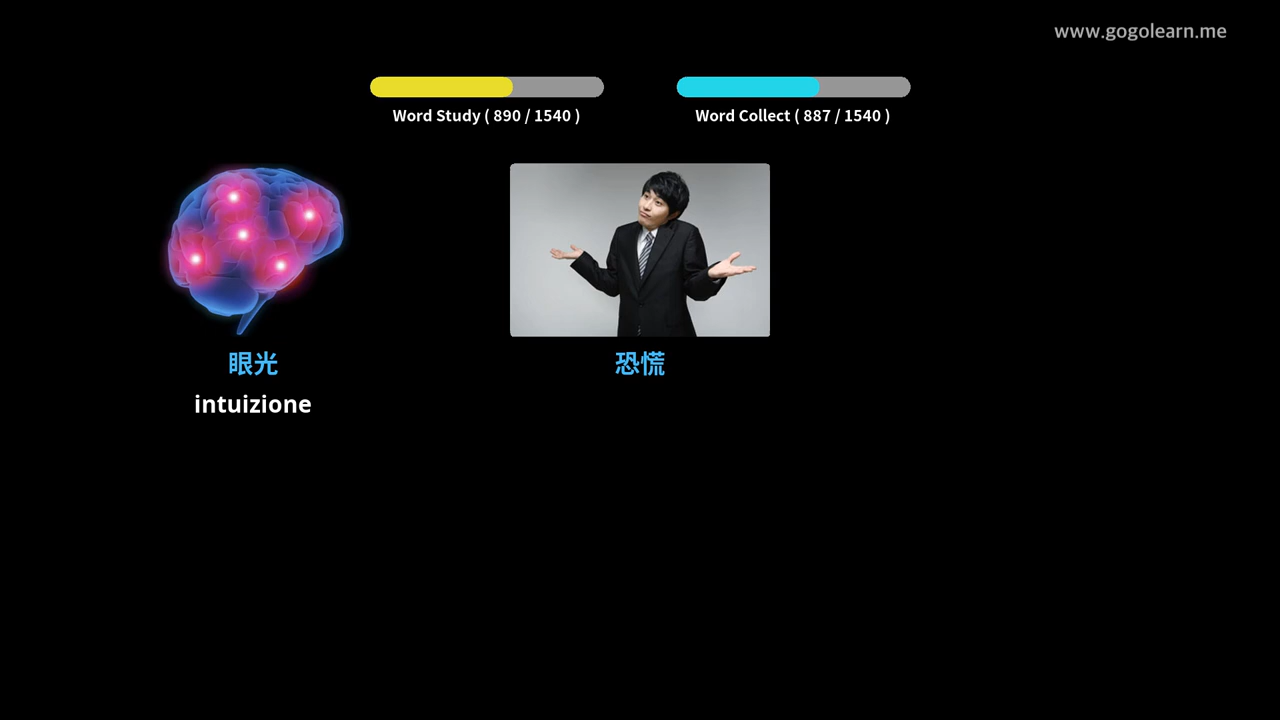 www.gogolearn.me
Word Study ( 890 / 1540 )
Word Collect ( 887 / 1540 )
眼光
恐慌
intuizione